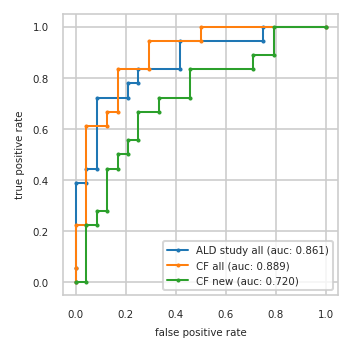 1.0
0.8
0.6
0.4
0.2
0.0
true positive rate
ALD study all (auc: 0.861)
CF all (auc: 0.889)
CF new (auc: 0.720)
0.0 0.2 0.4 0.6 0.8 1.0
false positive rate